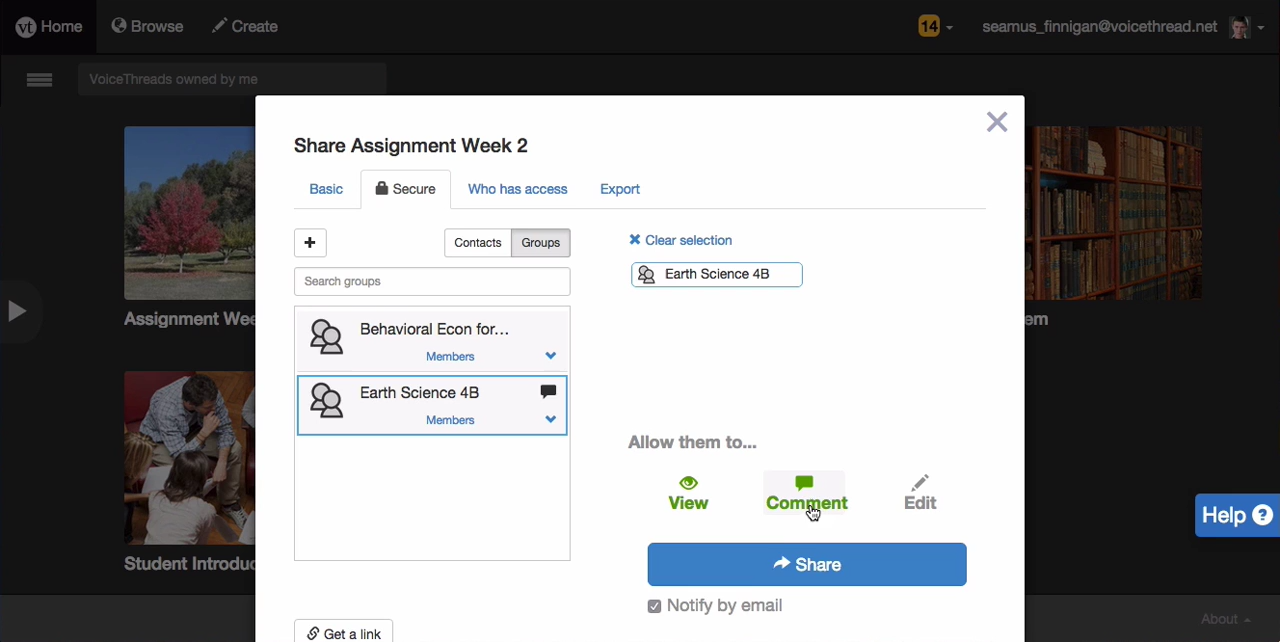 vt Home Browse Create 14 seamus_finnigan@voicethread.net
VoiceThreads owned by me
Share Assignment Week 2
Basic Secure Who has access Export
+ Contacts Groups
Clear selection
Search groups
Earth Science 4B
Behavioral Econ for...
Members
Earth Science 4B
Members
Allow them to...
View Comment Edit
Share
Notify by email
Get a link
Assignment Wee
em
Student Introduc
Help ?
About